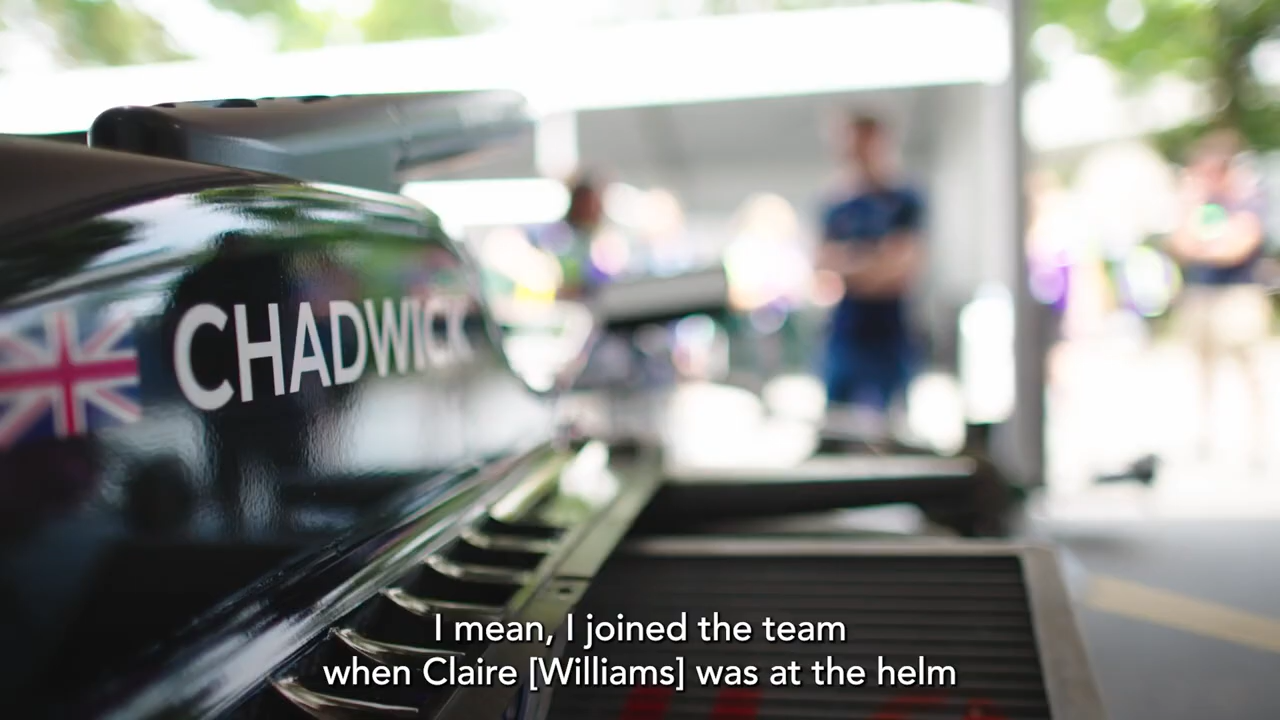 CHADWICK
I mean, I joined the team
when Claire [Williams] was at the helm